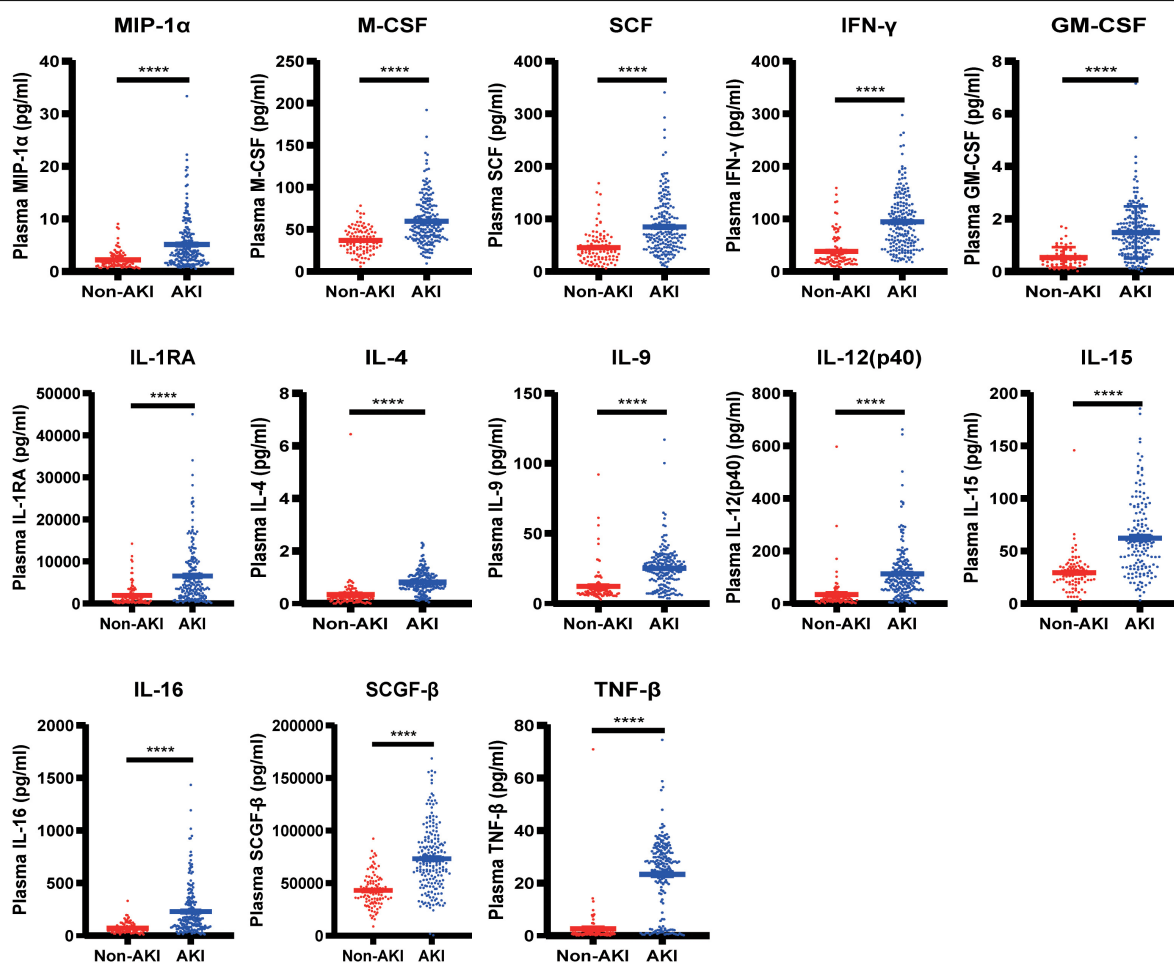 MIP-1α
Plasma MIP-1α (pg/ml)
40
30
20
10
0
****
Non-AKI AKI
M-CSF
Plasma M-CSF (pg/ml)
250
200
150
100
50
0
****
Non-AKI AKI
SCF
Plasma SCF (pg/ml)
400
300
200
100
0
****
Non-AKI AKI
IFN-γ
Plasma IFN-γ (pg/ml)
400
300
200
100
0
****
Non-AKI AKI
GM-CSF
Plasma GM-CSF (pg/ml)
8
6
4
2
0
****
Non-AKI AKI
IL-1RA
Plasma IL-1RA (pg/ml)
50000
40000
30000
20000
10000
0
****
Non-AKI AKI
IL-4
Plasma IL-4 (pg/ml)
8
6
4
2
0
****
Non-AKI AKI
IL-9
Plasma IL-9 (pg/ml)
150
100
50
0
****
Non-AKI AKI
IL-12(p40)
Plasma IL-12(p40) (pg/ml)
800
600
400
200
0
****
Non-AKI AKI
IL-15
Plasma IL-15 (pg/ml)
200
150
100
50
0
****
Non-AKI AKI
IL-16
Plasma IL-16 (pg/ml)
2000
1500
1000
500
0
****
Non-AKI AKI
SCGF-β
Plasma SCGF-β (pg/ml)
200000
150000
100000
50000
0
****
Non-AKI AKI
TNF-β
Plasma TNF-β (pg/ml)
80
60
40
20
0
****
Non-AKI AKI